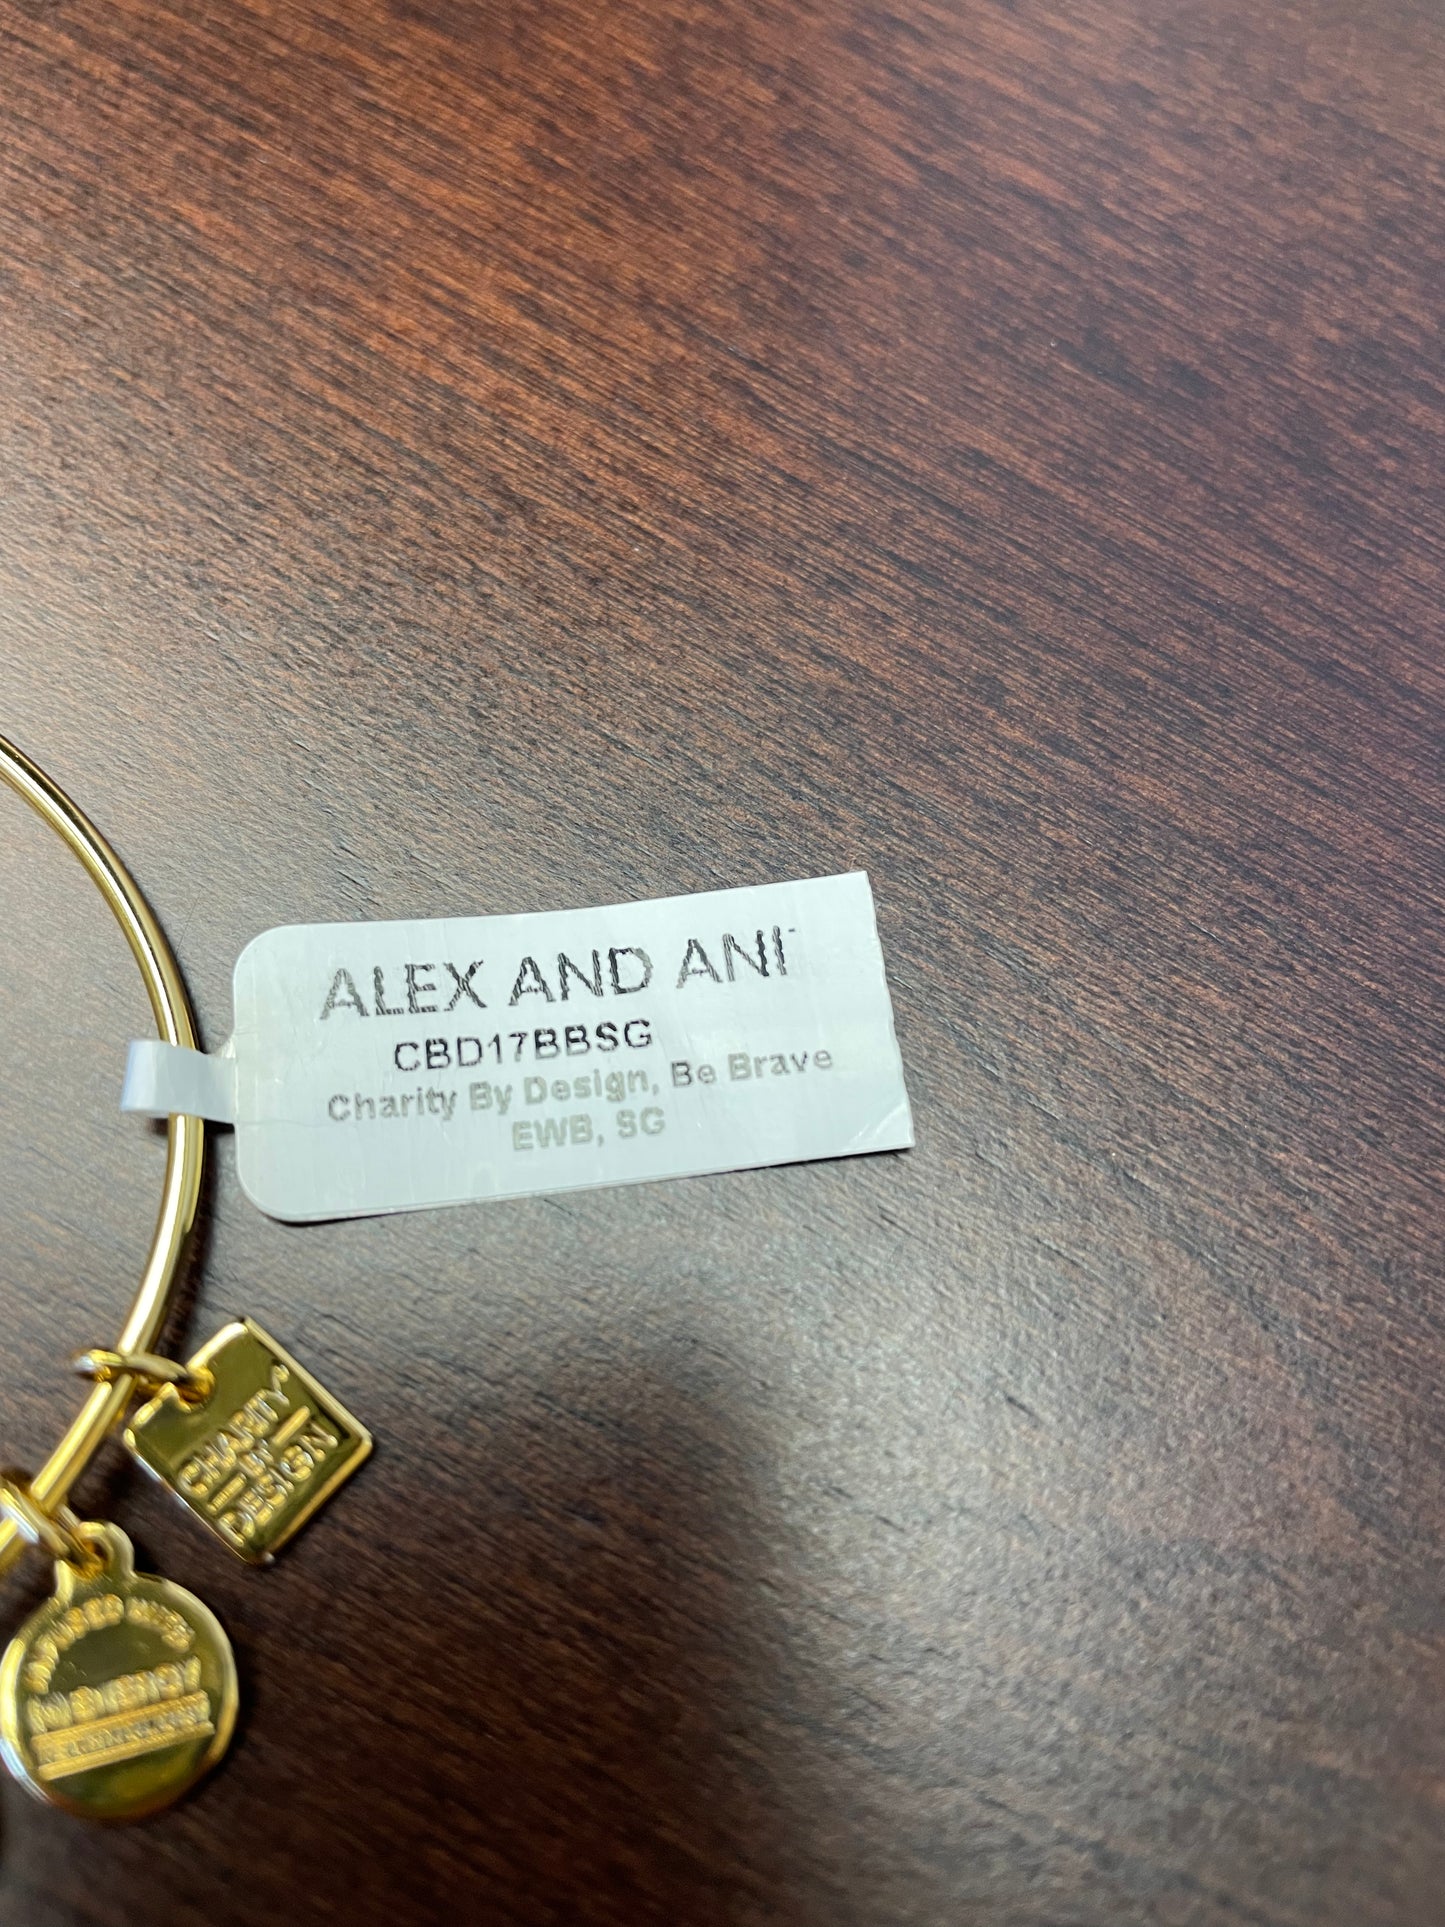 ALEX AND ANI
CBD17BBSG
Charity By Design, Be Brave
EWB, SG
CHARITY®
BY
DESIGN